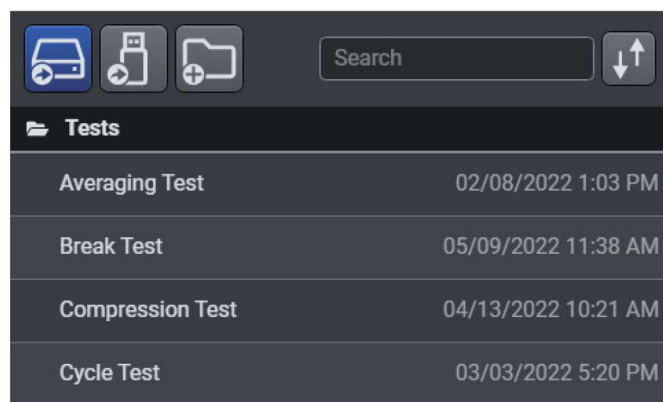 Search
Tests
Averaging Test 02/08/2022 1:03 PM
Break Test 05/09/2022 11:38 AM
Compression Test 04/13/2022 10:21 AM
Cycle Test 03/03/2022 5:20 PM